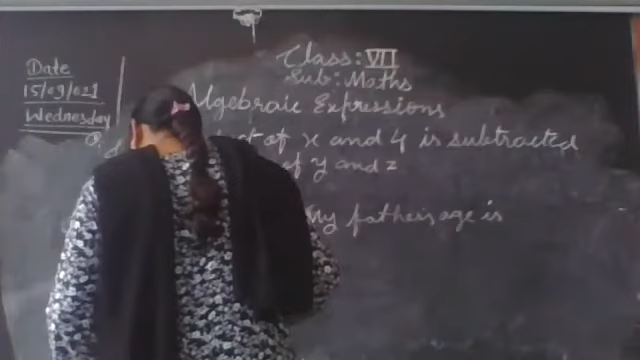 Class: VII
Sub: Maths
Date
15/09/021
Wednesday
Algebraic Expressions
of x and 4 is subtracted
of y and z
My father's age is